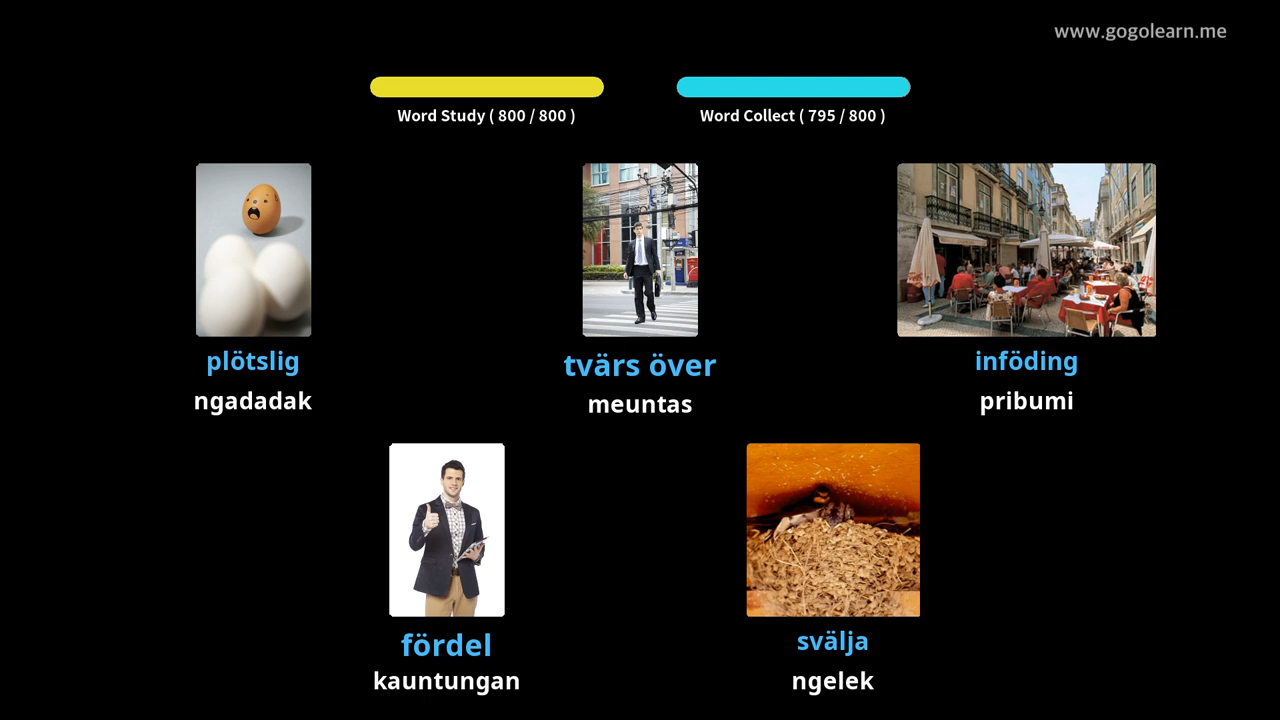 www.gogolearn.me
Word Study ( 800 / 800 )
Word Collect ( 795 / 800 )
plötslig
ngadadak
tvärs över
meuntas
inföding
pribumi
fördel
kauntungan
svälja
ngelek